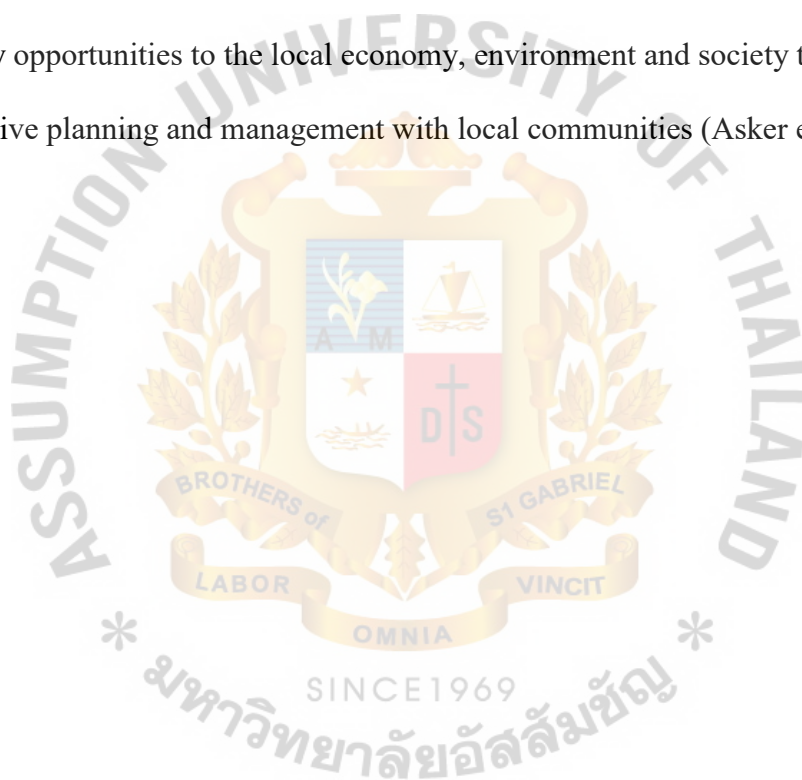 y opportunities to the local economy, environment and society t
ive planning and management with local communities (Asker e
ASSUMPTION UNIVERSITY OF THAILAND
A M
D S
BROTHERS of S1 GABRIEL
LABOR VINCIT
OMNIA
SINCE1969
มหาวิทยาลัยอัสสัมชัญ